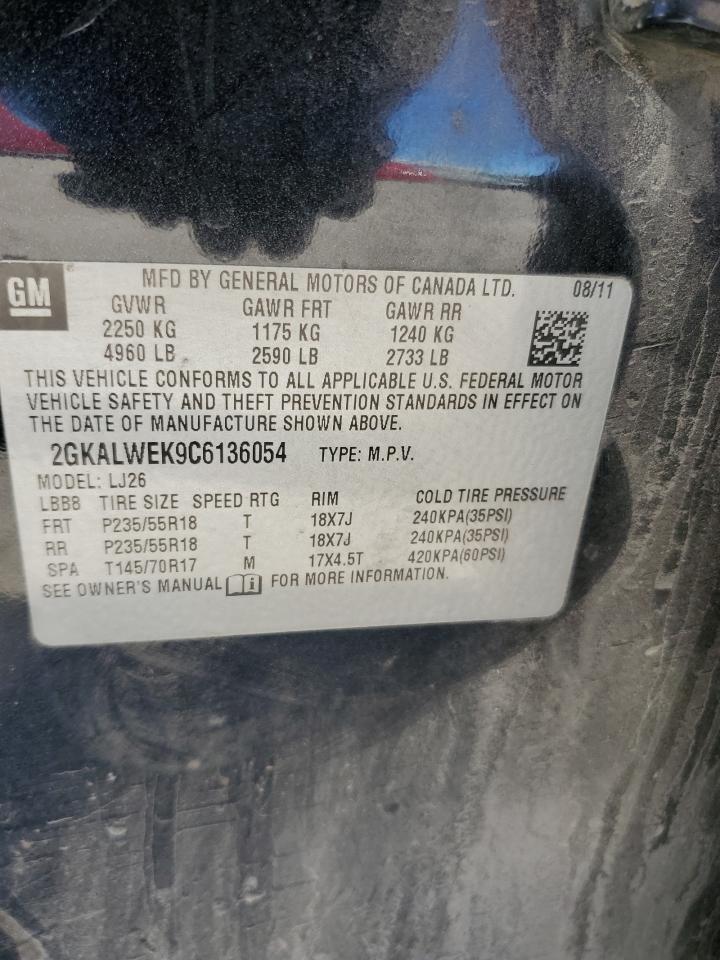 GM
MFD BY GENERAL MOTORS OF CANADA LTD. 08/11
GVWR GAWR FRT GAWR RR
2250 KG 1175 KG 1240 KG
4960 LB 2590 LB 2733 LB
THIS VEHICLE CONFORMS TO ALL APPLICABLE U.S. FEDERAL MOTOR
VEHICLE SAFETY AND THEFT PREVENTION STANDARDS IN EFFECT ON
THE DATE OF MANUFACTURE SHOWN ABOVE.
2GKALWEK9C6136054 TYPE: M.P.V.
MODEL: LJ26
LBB8 TIRE SIZE SPEED RTG RIM COLD TIRE PRESSURE
FRT P235/55R18 T 18X7J 240KPA(35PSI)
RR P235/55R18 T 18X7J 240KPA(35PSI)
SPA T145/70R17 M 17X4.5T 420KPA(60PSI)
SEE OWNER'S MANUAL i FOR MORE INFORMATION.